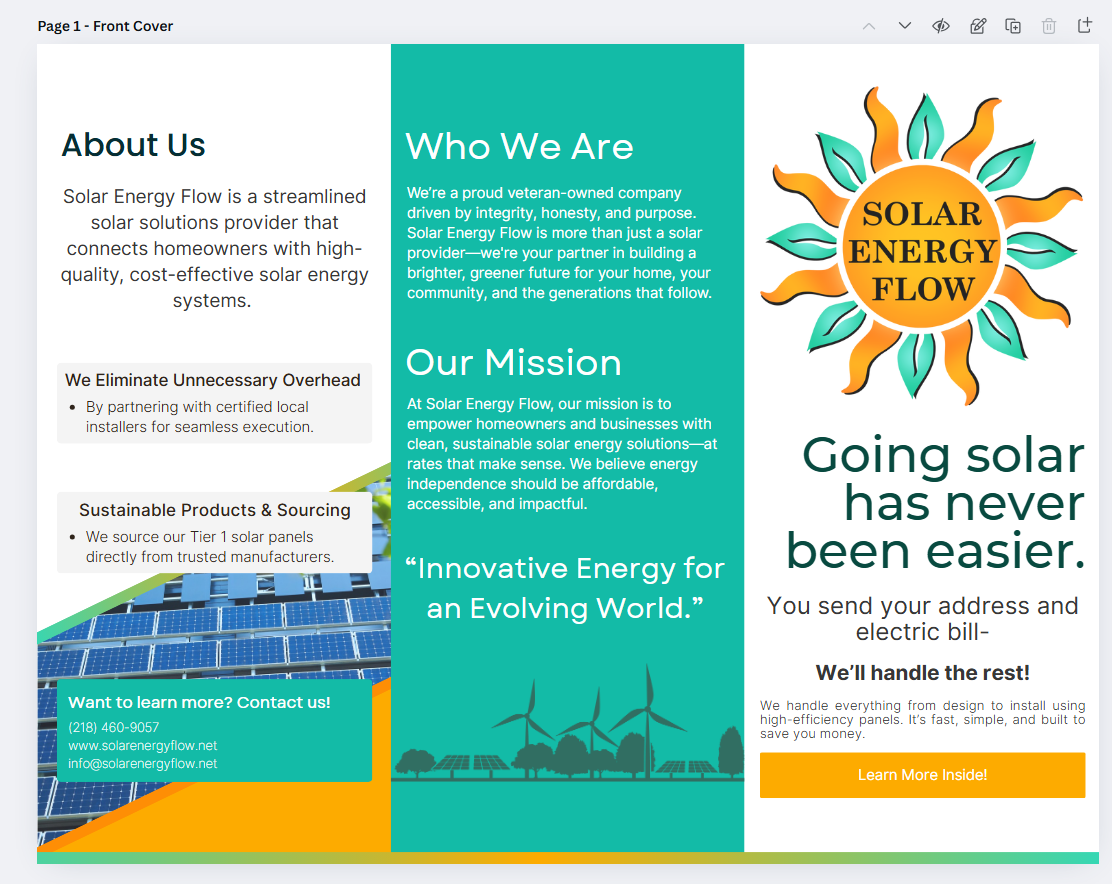 Page 1 - Front Cover
About Us
Solar Energy Flow is a streamlined
solar solutions provider that
connects homeowners with high-
quality, cost-effective solar energy
systems.
We Eliminate Unnecessary Overhead
• By partnering with certified local
installers for seamless execution.
Sustainable Products & Sourcing
• We source our Tier 1 solar panels
directly from trusted manufacturers.
Want to learn more? Contact us!
(218) 460-9057
www.solarenergyflow.net
info@solarenergyflow.net
Who We Are
We’re a proud veteran-owned company
driven by integrity, honesty, and purpose.
Solar Energy Flow is more than just a solar
provider—we're your partner in building a
brighter, greener future for your home, your
community, and the generations that follow.
Our Mission
At Solar Energy Flow, our mission is to
empower homeowners and businesses with
clean, sustainable solar energy solutions—at
rates that make sense. We believe energy
independence should be affordable,
accessible, and impactful.
“Innovative Energy for
an Evolving World.”
SOLAR
ENERGY
FLOW
Going solar
has never
been easier.
You send your address and
electric bill-
We’ll handle the rest!
We handle everything from design to install using
high-efficiency panels. It’s fast, simple, and built to
save you money.
Learn More Inside!